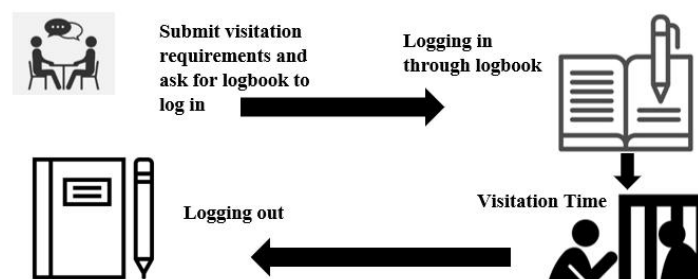 Submit visitation
requirements and
ask for logbook to
log in
Logging in
through logbook
Visitation Time
Logging out